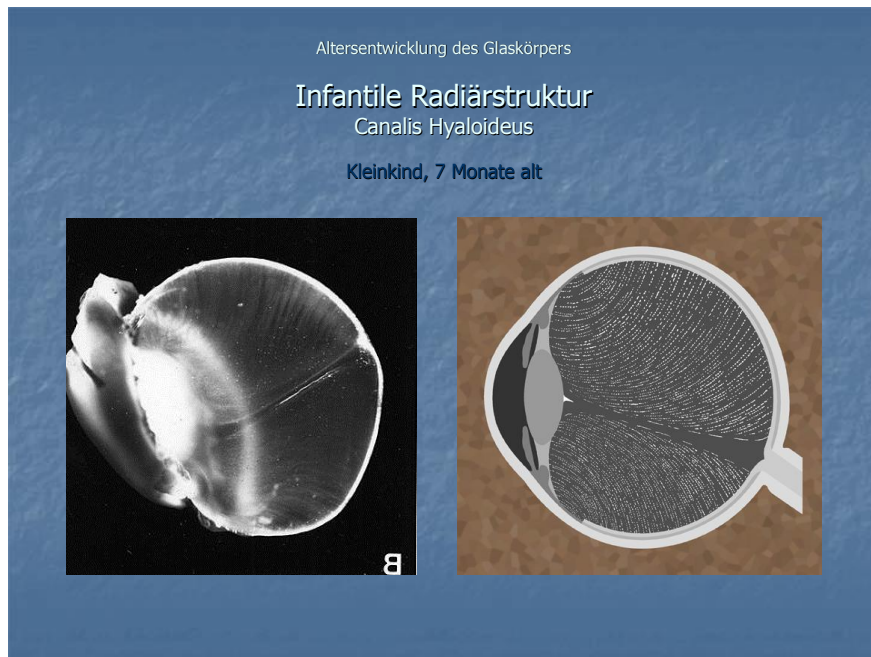 Altersentwicklung des Glaskörpers
Infantile Radiärstruktur
Canalis Hyaloideus
Kleinkind, 7 Monate alt
B